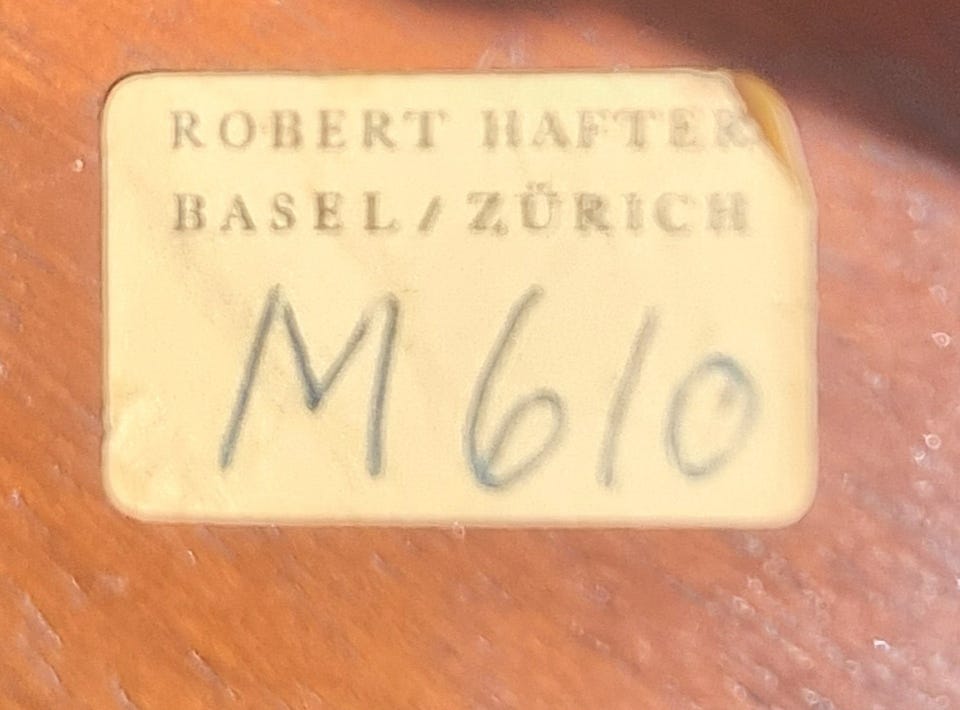 ROBERT HAFTER
BASEL / ZÜRICH
M 610